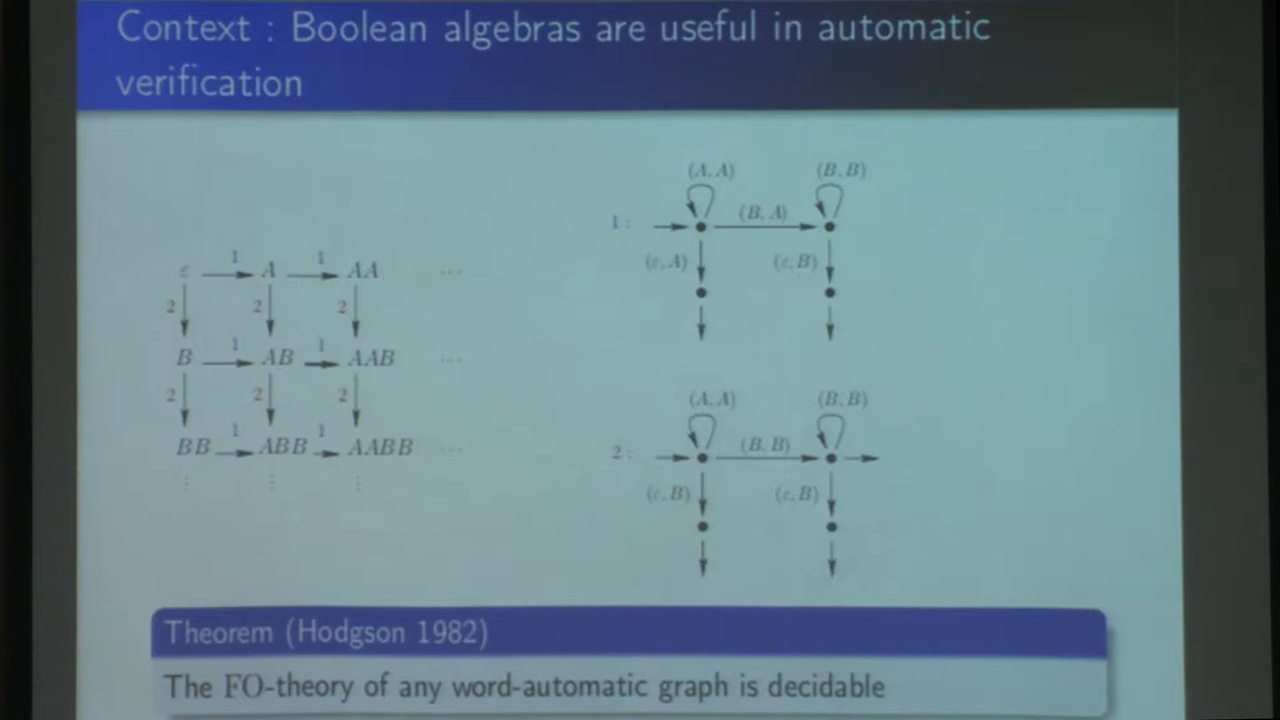 Context : Boolean algebras are useful in automatic
verification
ε 1 A 1 AA ...
2 2 2
B 1 AB 1 AAB ...
2 2 2
BB 1 ABB 1 AABB ...
⋮ ⋮ ⋮
(A, A) (B, B)
1 : (B, A)
(ε, A) (ε, B)
(A, A) (B, B)
2 : (B, B)
(ε, B) (ε, B)
Theorem (Hodgson 1982)
The FO-theory of any word-automatic graph is decidable